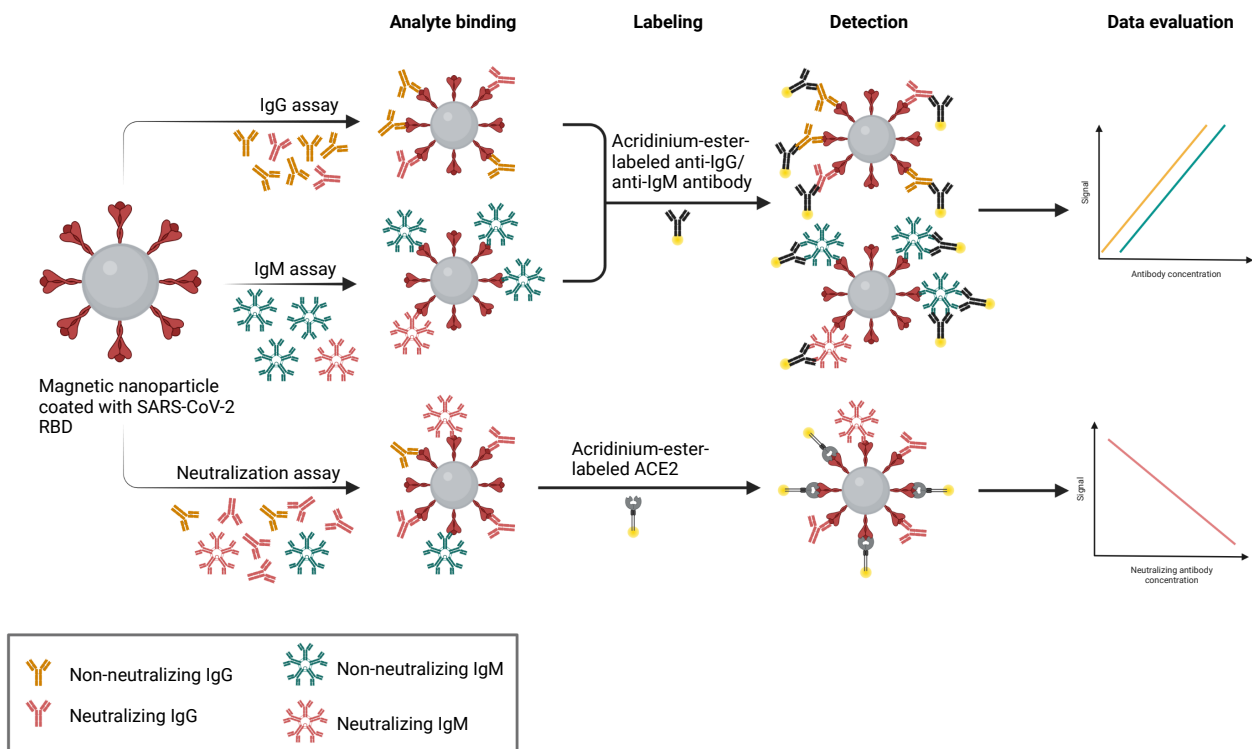 Analyte binding
Labeling
Detection
Data evaluation
IgG assay
Acridinium-ester-
labeled anti-IgG/
anti-IgM antibody
Signal
Antibody concentration
IgM assay
Magnetic nanoparticle
coated with SARS-CoV-2
RBD
Neutralization assay
Acridinium-ester-
labeled ACE2
Signal
Neutralizing antibody
concentration
Non-neutralizing IgG
Non-neutralizing IgM
Neutralizing IgG
Neutralizing IgM